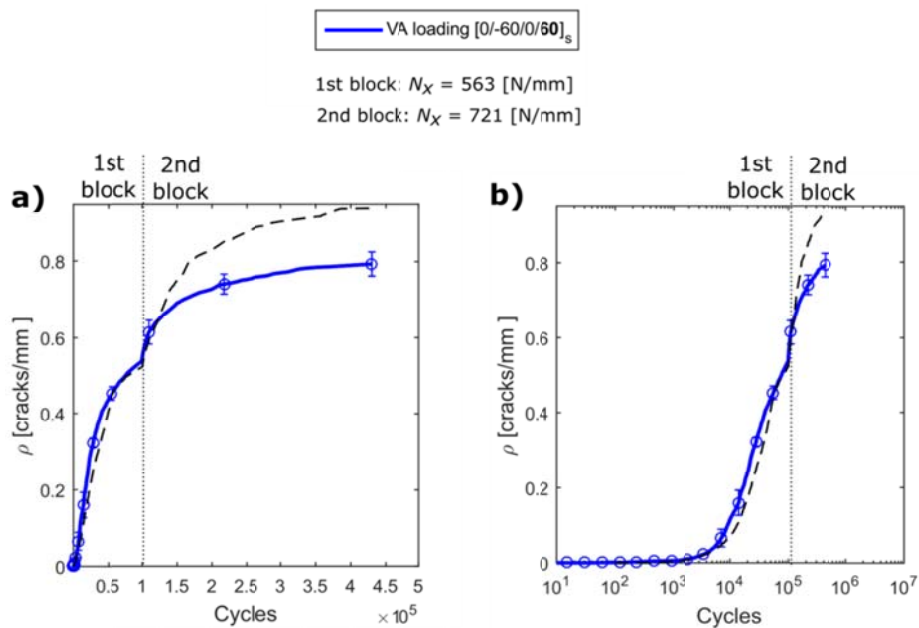 VA loading [0/-60/0/60]s
1st block: NX = 563 [N/mm]
2nd block: NX = 721 [N/mm]
a)
1st block
2nd block
0.8
0.6
0.4
0.2
0
ρ [cracks/mm]
0.5 1 1.5 2 2.5 3 3.5 4 4.5 5
Cycles
× 10^5
b)
1st block
2nd block
0.8
0.6
0.4
0.2
0
ρ [cracks/mm]
10^1 10^2 10^3 10^4 10^5 10^6 10^7
Cycles